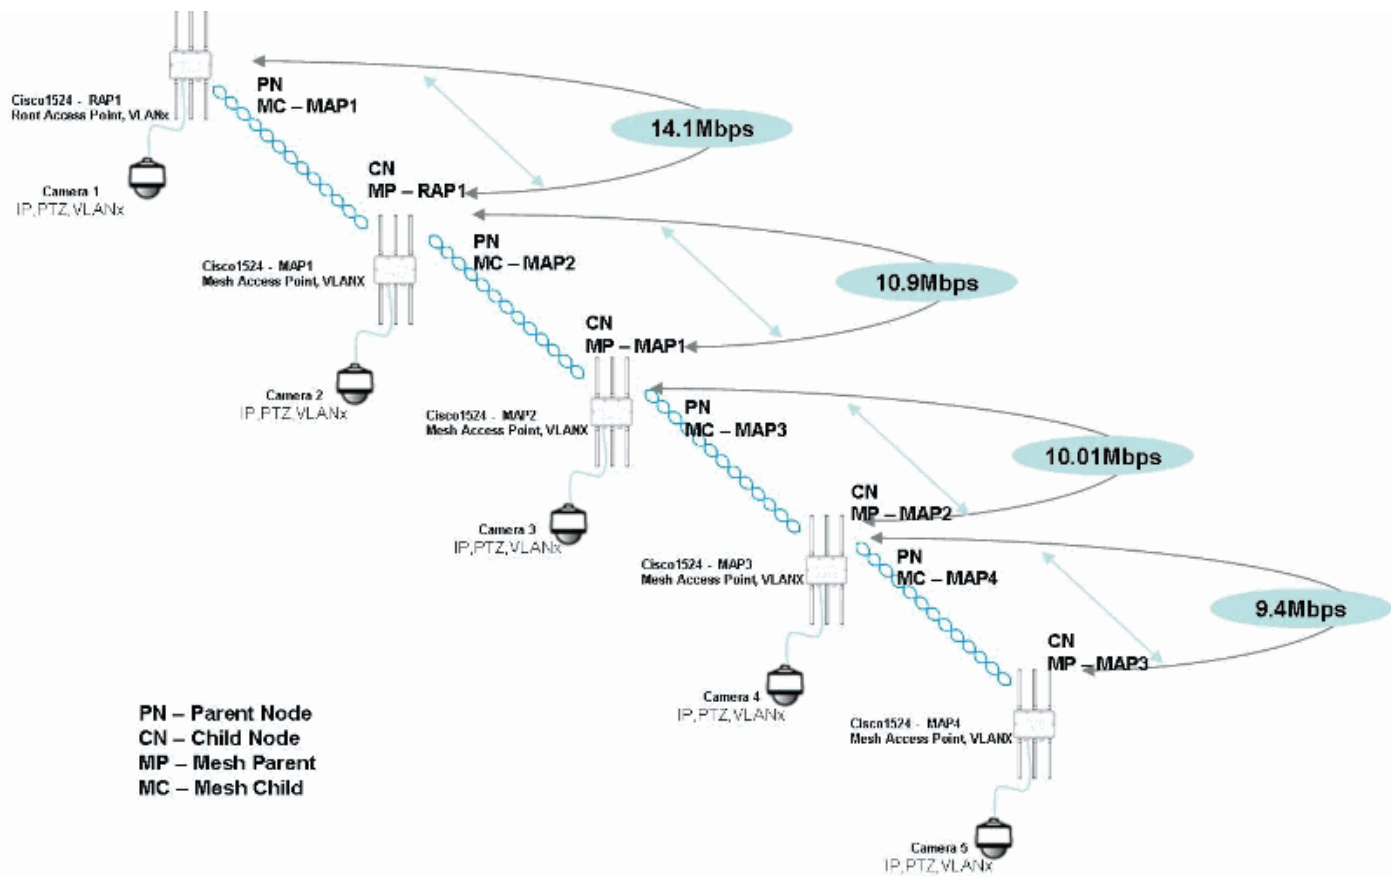 PN
MC – MAP1
Cisco1524 - RAP1
Root Access Point, VLANx
14.1Mbps
Camera 1
IP,PTZ,VLANx
CN
MP – RAP1
PN
MC – MAP2
Cisco1524 - MAP1
Mesh Access Point, VLANX
10.9Mbps
Camera 2
IP,PTZ,VLANx
CN
MP – MAP1
PN
MC – MAP3
Cisco1524 - MAP2
Mesh Access Point, VLANX
10.01Mbps
Camera 3
IP,PTZ,VLANx
CN
MP – MAP2
PN
MC – MAP4
Cisco1524 - MAP3
Mesh Access Point, VLANX
9.4Mbps
Camera 4
IP,PTZ,VLANx
CN
MP – MAP3
Cisco1524 - MAP4
Mesh Access Point, VLANX
Camera 5
IP,PTZ,VLANx
PN – Parent Node
CN – Child Node
MP – Mesh Parent
MC – Mesh Child